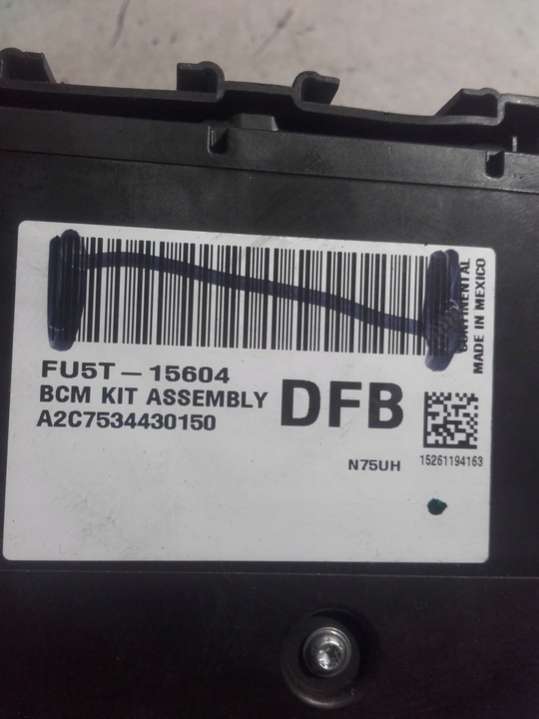 FU5T-15604
BCM KIT ASSEMBLY
A2C7534430150
DFB
N75UH
15261194163
CONTINENTAL
MADE IN MEXICO